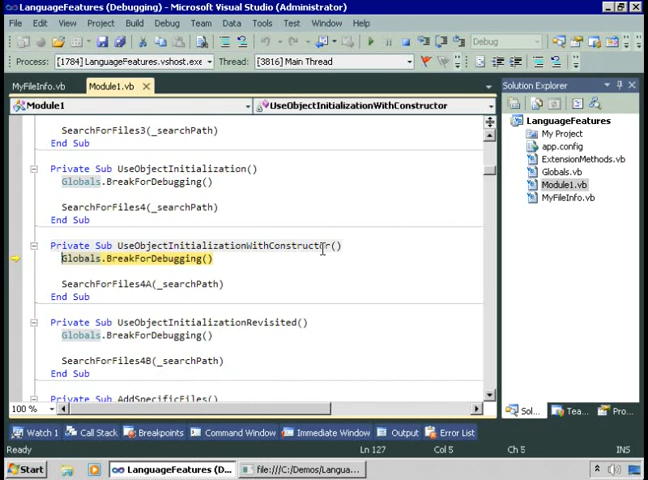 LanguageFeatures (Debugging) - Microsoft Visual Studio (Administrator)
File Edit View Project Build Debug Team Data Tools Test Window Help
Debug
Process: [1784] LanguageFeatures.vshost.exe Thread: [3816] Main Thread
MyFileInfo.vb Module1.vb
Module1 UseObjectInitializationWithConstructor
SearchForFiles3(_searchPath)
End Sub
Private Sub UseObjectInitialization()
Globals.BreakForDebugging()
SearchForFiles4(_searchPath)
End Sub
Private Sub UseObjectInitializationWithConstructor()
Globals.BreakForDebugging()
SearchForFiles4A(_searchPath)
End Sub
Private Sub UseObjectInitializationRevisited()
Globals.BreakForDebugging()
SearchForFiles4B(_searchPath)
End Sub
Private Sub AddSpecificFiles()
100 %
Solution Explorer
LanguageFeatures
My Project
app.config
ExtensionMethods.vb
Globals.vb
Module1.vb
MyFileInfo.vb
Sol... Tea... Pro...
Watch 1 Call Stack Breakpoints Command Window Immediate Window Output Error List
Ready Ln 127 Col 5 Ch 5 INS
Start LanguageFeatures (D... file:///C:/Demos/Langua...